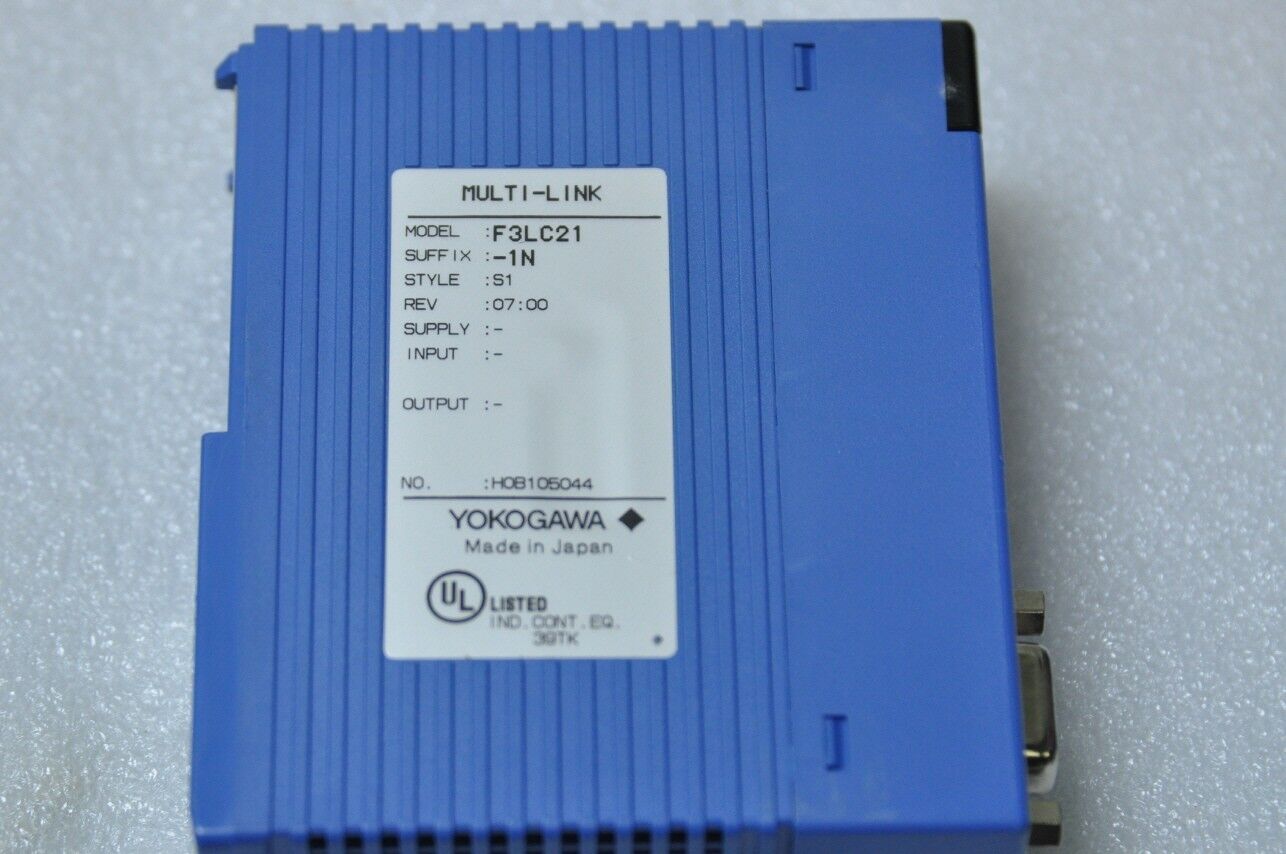 MULTI-LINK
MODEL :F3LC21
SUFFIX :-1N
STYLE :S1
REV :07:00
SUPPLY :-
INPUT :-
OUTPUT :-
NO. :H0B105044
YOKOGAWA ◆
Made in Japan
UL LISTED
IND. CONT. EQ.
39TK